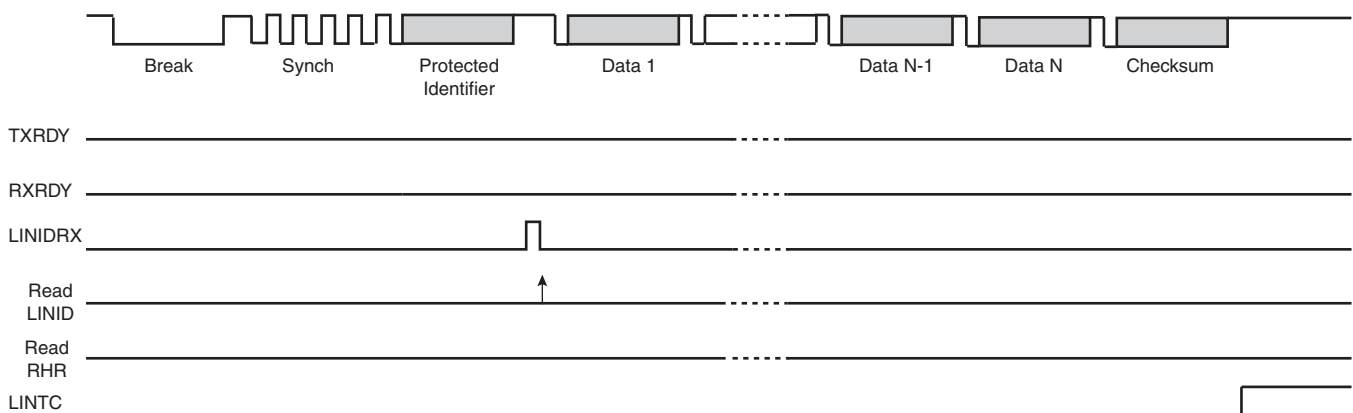 Break Synch Protected Identifier Data 1 Data N-1 Data N Checksum
TXRDY
RXRDY
LINIDRX
Read
LINID
Read
RHR
LINTC